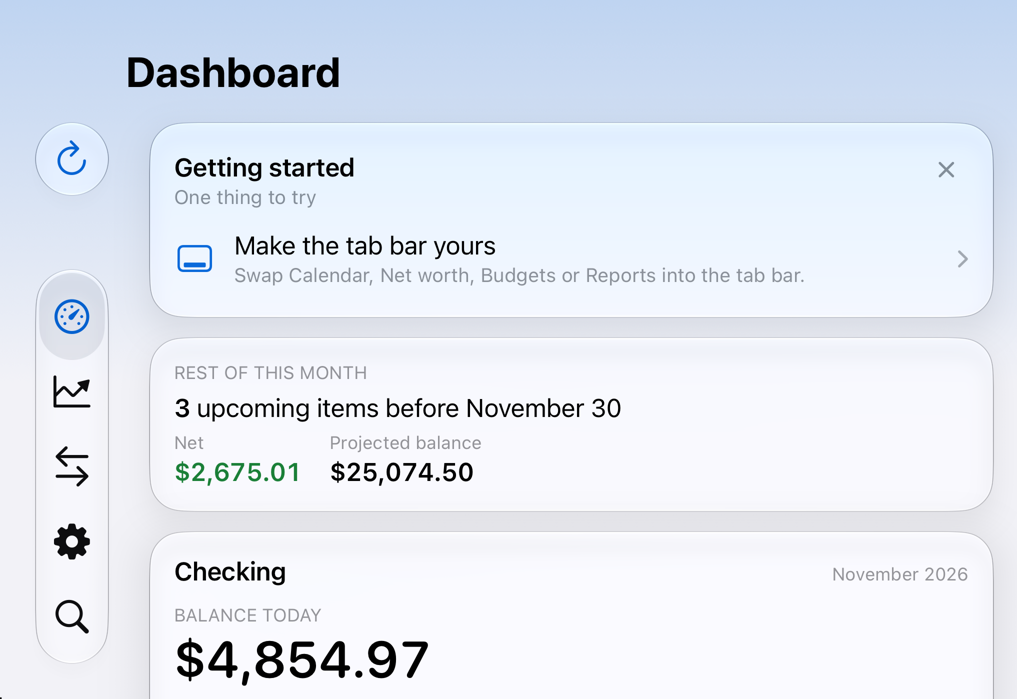 Dashboard
Getting started
One thing to try
Make the tab bar yours
Swap Calendar, Net worth, Budgets or Reports into the tab bar.
REST OF THIS MONTH
3 upcoming items before November 30
Net Projected balance
$2,675.01 $25,074.50
Checking November 2026
BALANCE TODAY
$4,854.97